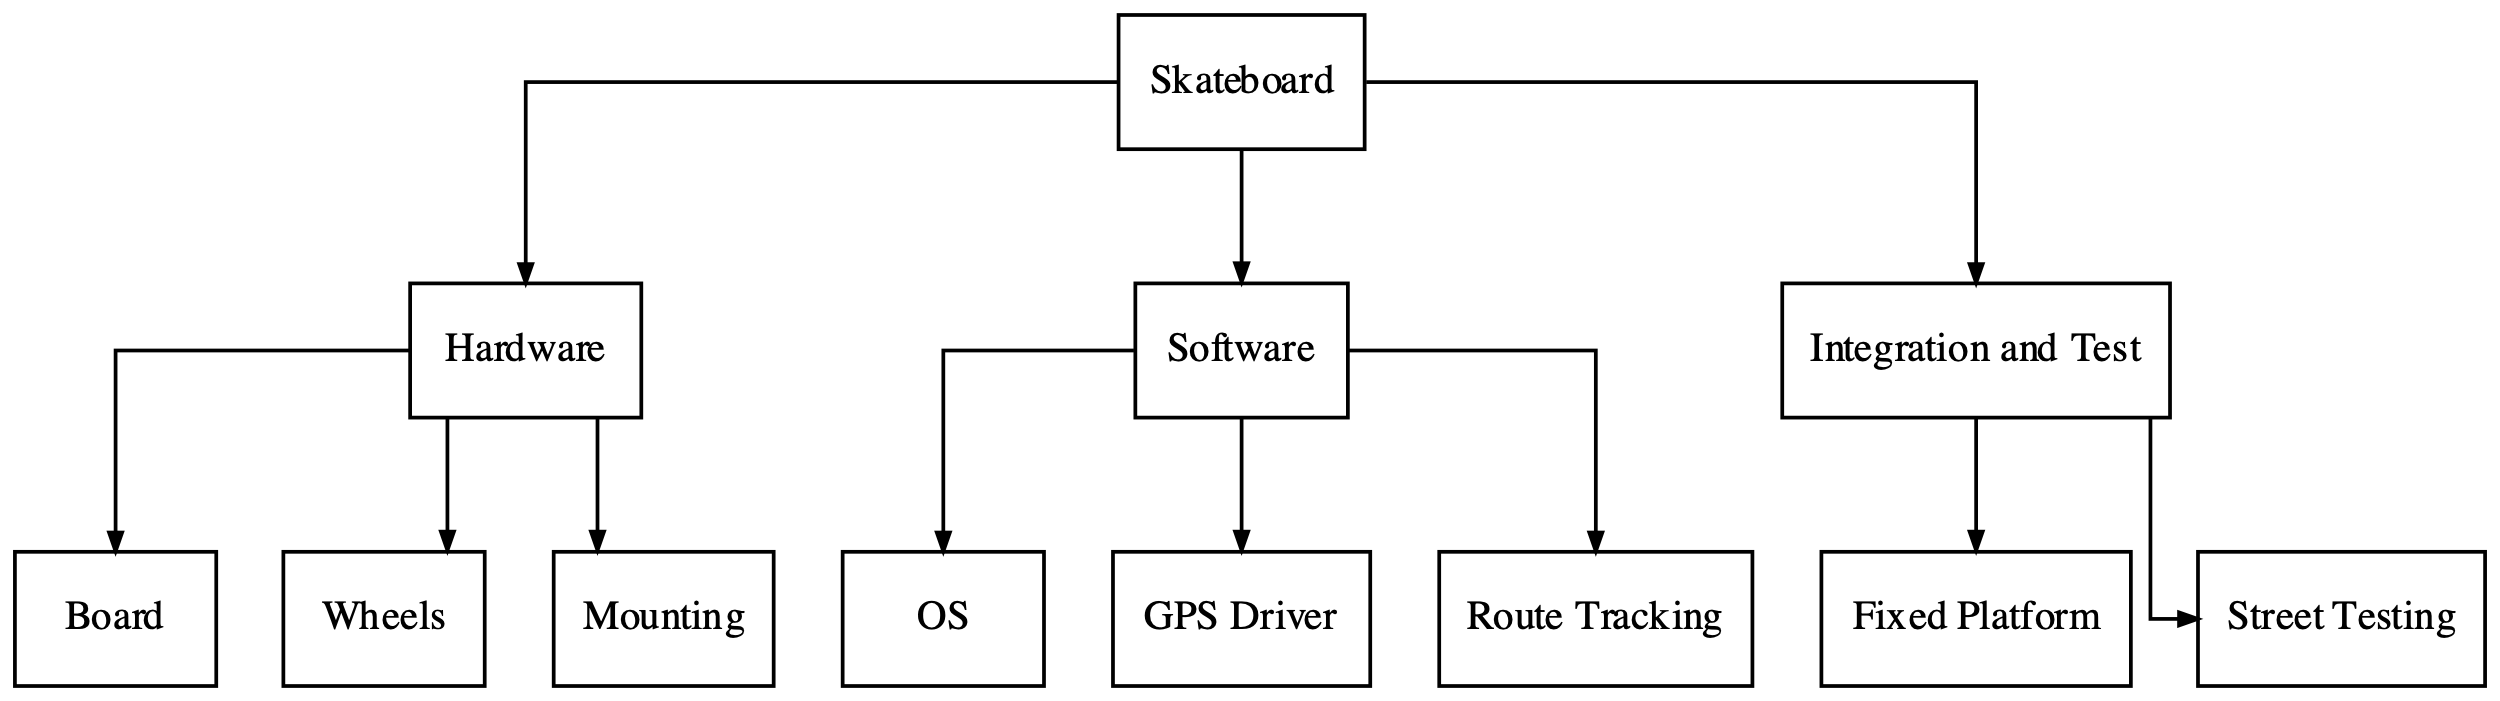 Skateboard
Hardware
Software
Integration and Test
Board
Wheels
Mounting
OS
GPS Driver
Route Tracking
Fixed Platform
Street Testing